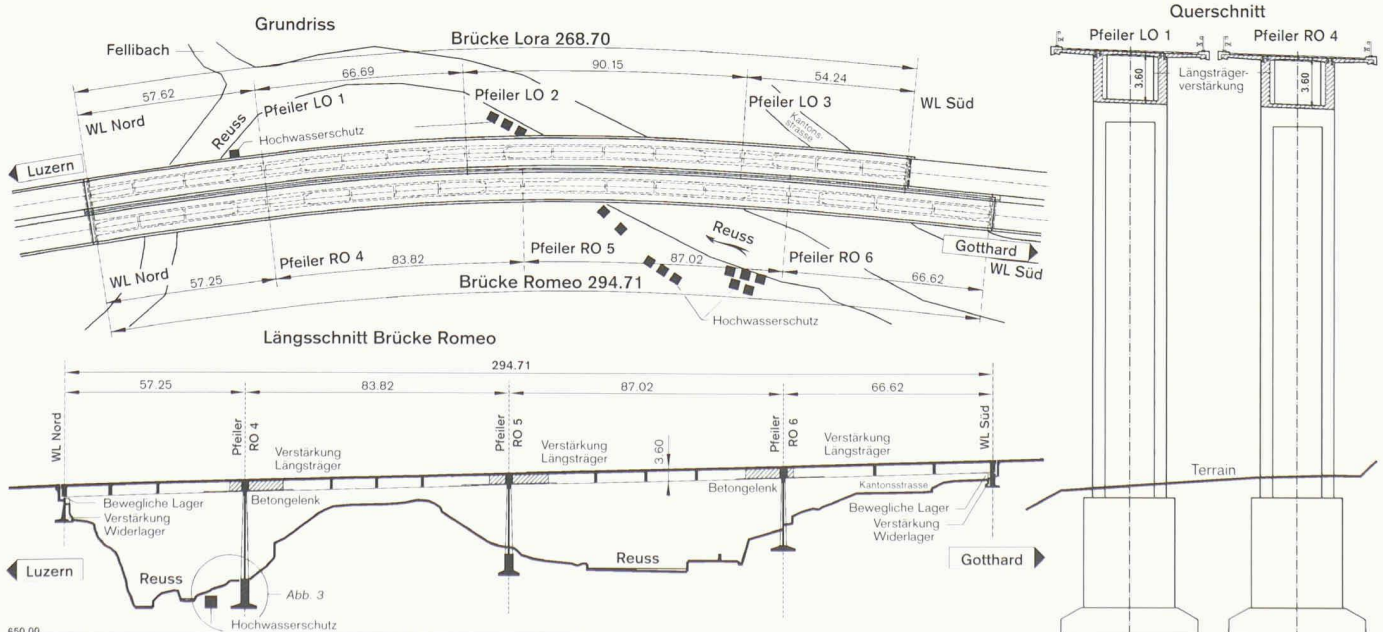 Grundriss
Fellibach
Brücke Lora 268.70
57.62
66.69
90.15
54.24
WL Nord
Reuss
Pfeiler LO 1
Pfeiler LO 2
Pfeiler LO 3
Kantons-
strasse
WL Süd
Hochwasserschutz
Luzern
WL Nord
57.25
Pfeiler RO 4
83.82
Pfeiler RO 5
Reuss
87.02
Pfeiler RO 6
66.62
Gotthard
WL Süd
Brücke Romeo 294.71
Hochwasserschutz
Längsschnitt Brücke Romeo
294.71
57.25
83.82
87.02
66.62
WL Nord
Pfeiler
RO 4
Pfeiler
RO 5
Pfeiler
RO 6
WL Süd
Verstärkung
Längsträger
Verstärkung
Längsträger
3.60
Verstärkung
Längsträger
Bewegliche Lager
Verstärkung
Widerlager
Betongelenk
Betongelenk
Kantonsstrasse
Bewegliche Lager
Verstärkung
Widerlager
Luzern
Reuss
Abb. 3
Reuss
Gotthard
Hochwasserschutz
650.00
Querschnitt
Pfeiler LO 1
Pfeiler RO 4
3.60
Längsträger-
verstärkung
3.60
Terrain